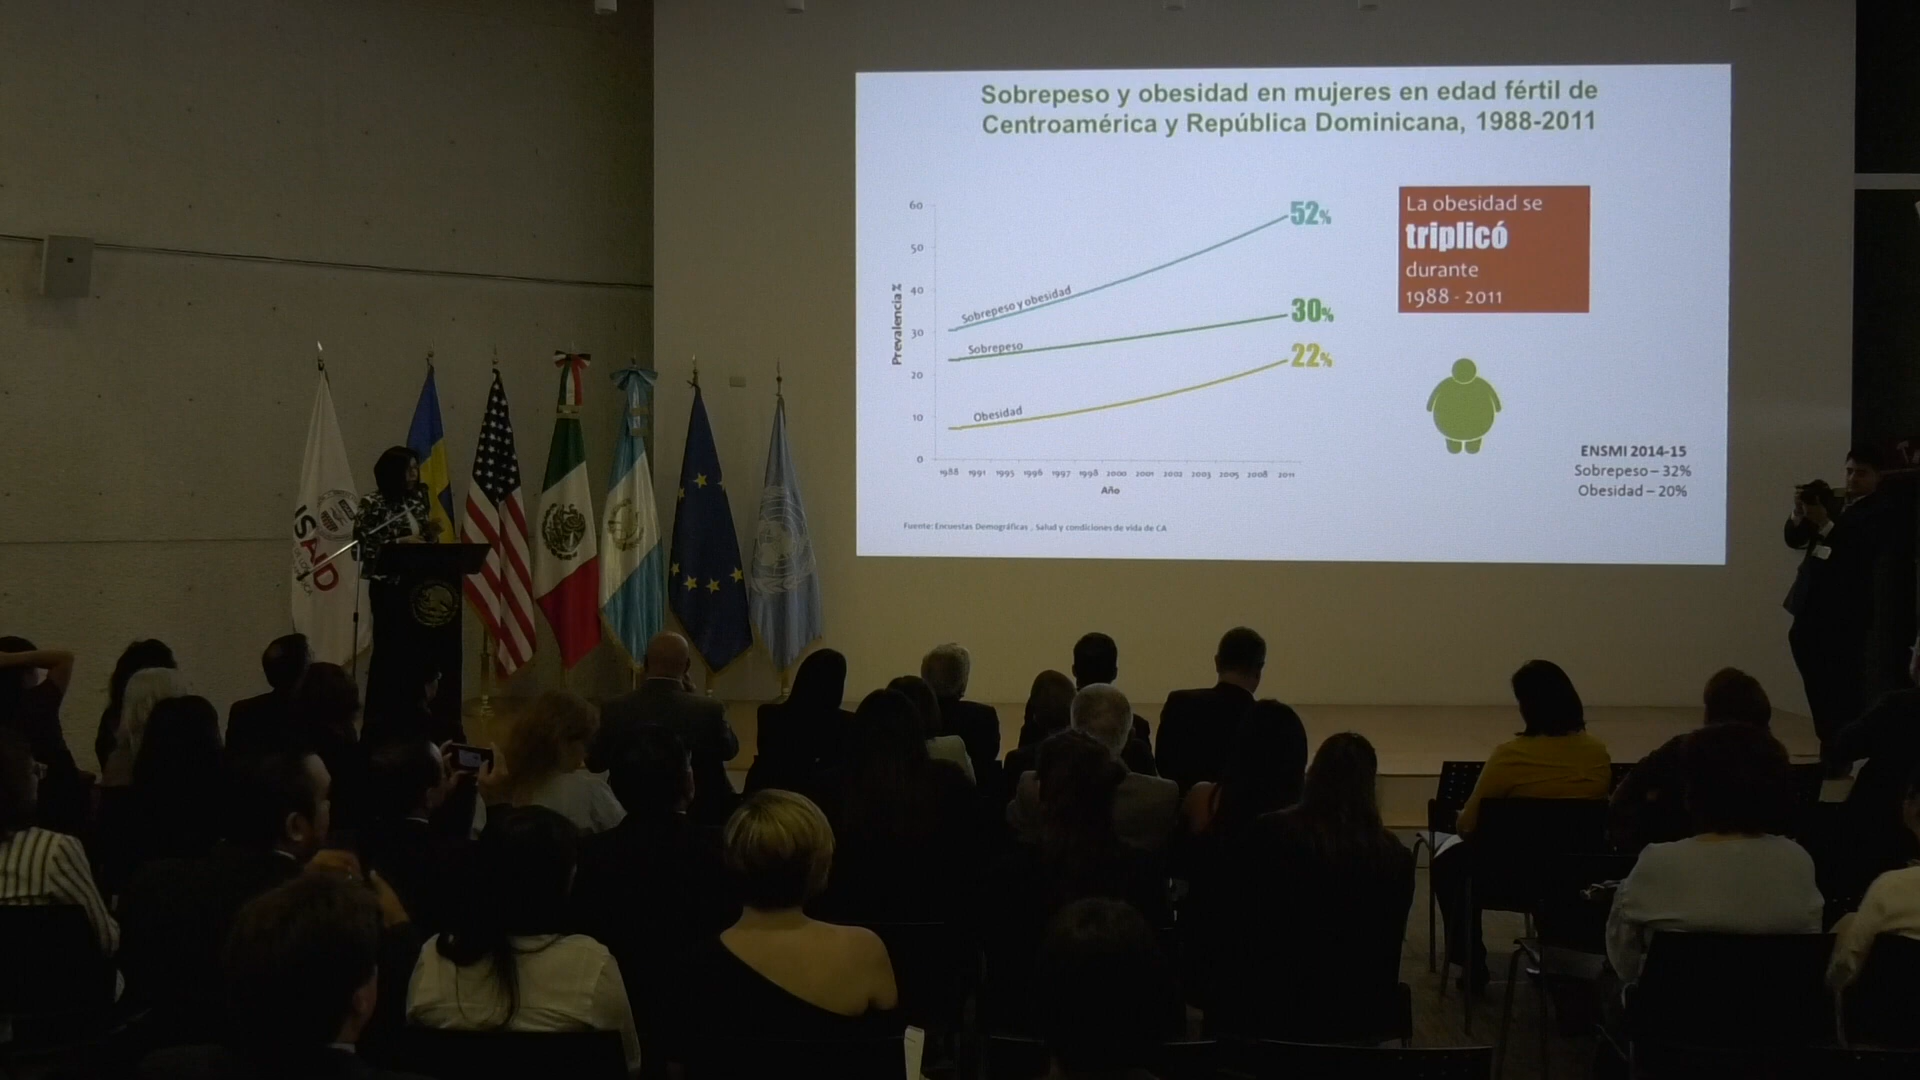 Sobrepeso y obesidad en mujeres en edad fértil de
Centroamérica y República Dominicana, 1988-2011
60
50
40
30
20
10
0
Prevalencia %
Sobrepeso y obesidad
52%
Sobrepeso
30%
Obesidad
22%
1988 1991 1995 1996 1997 1998 2000 2001 2002 2003 2005 2008 2011
Año
Fuente: Encuestas Demográficas , Salud y condiciones de vida de CA
La obesidad se
triplicó
durante
1988 - 2011
ENSMI 2014-15
Sobrepeso – 32%
Obesidad – 20%
USAID